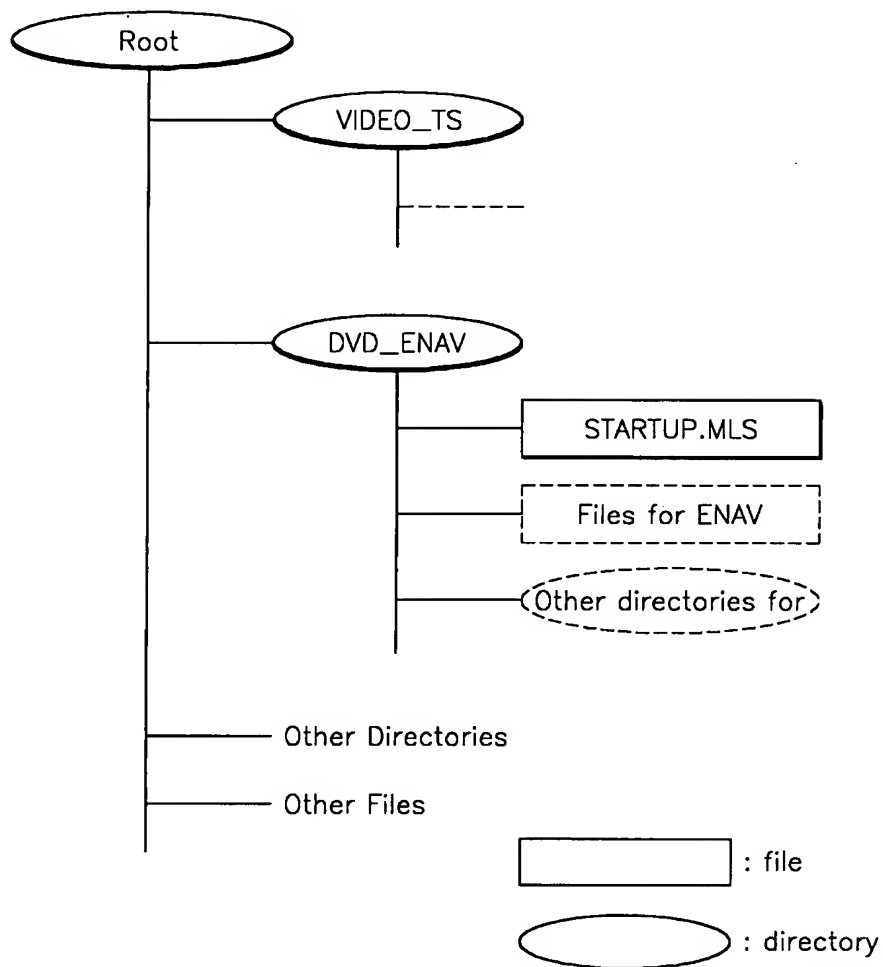 Root
VIDEO_TS
DVD_ENAV
STARTUP.MLS
Files for ENAV
Other directories for
Other Directories
Other Files
: file
: directory